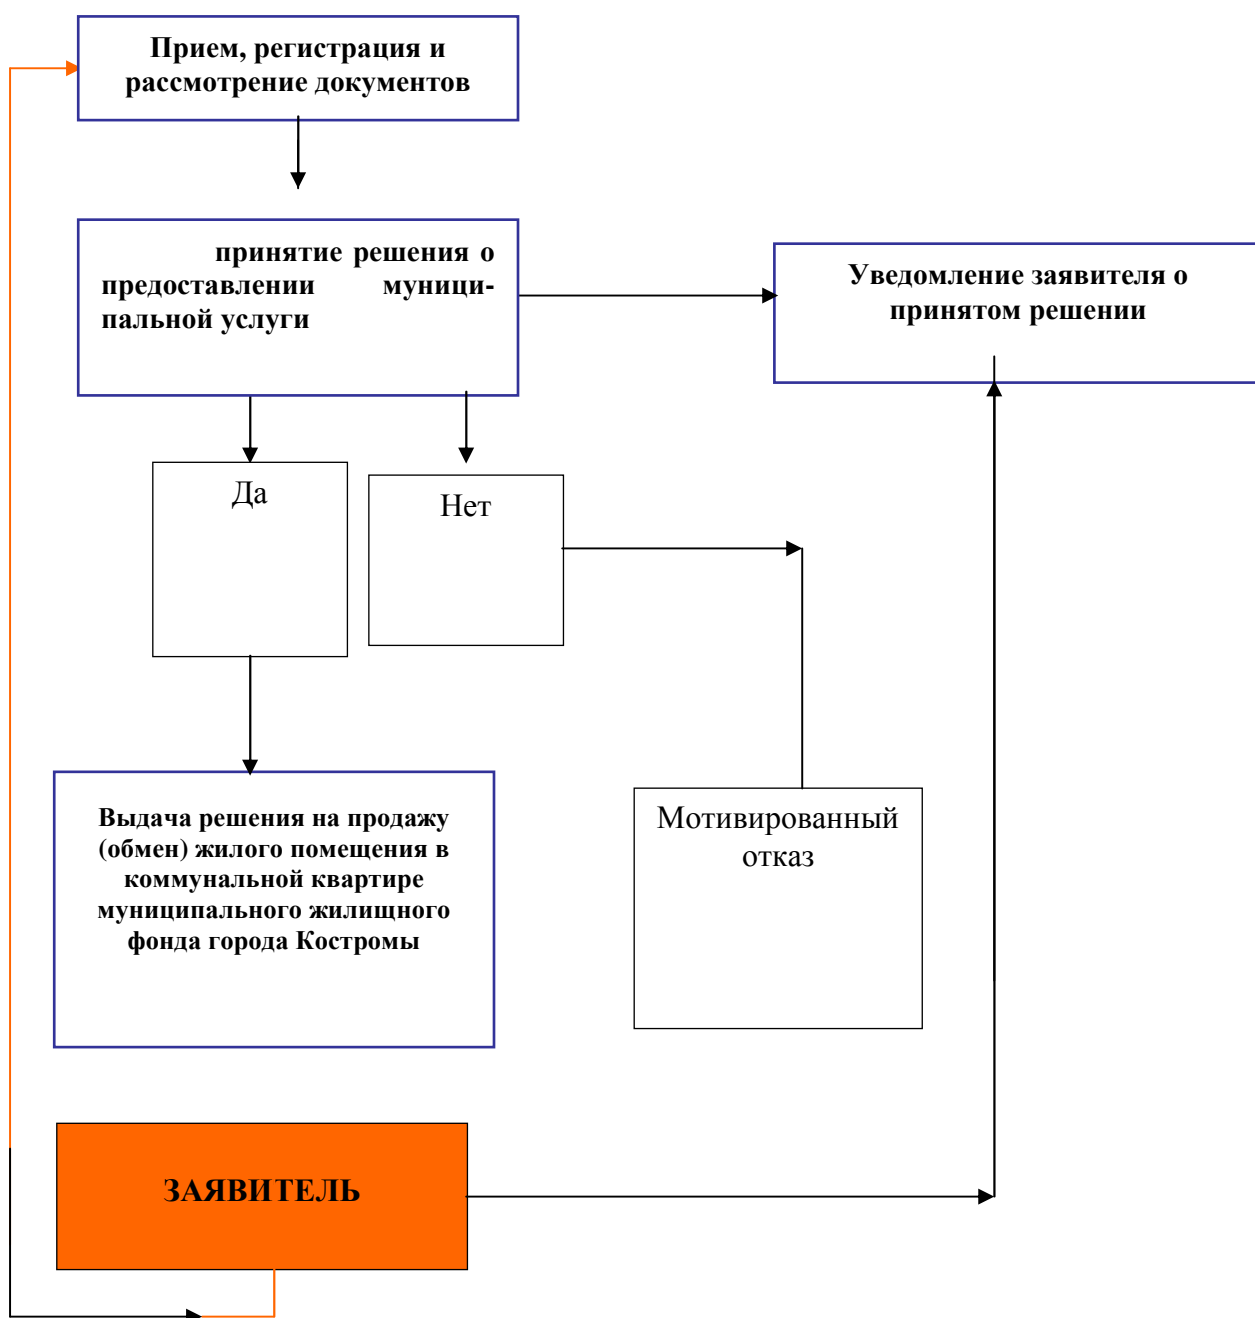 Прием, регистрация и
рассмотрение документов
принятие решения о
предоставлении муници-
пальной услуги
Уведомление заявителя о
принятом решении
Да
Нет
Выдача решения на продажу
(обмен) жилого помещения в
коммунальной квартире
муниципального жилищного
фонда города Костромы
Мотивированный
отказ
ЗАЯВИТЕЛЬ